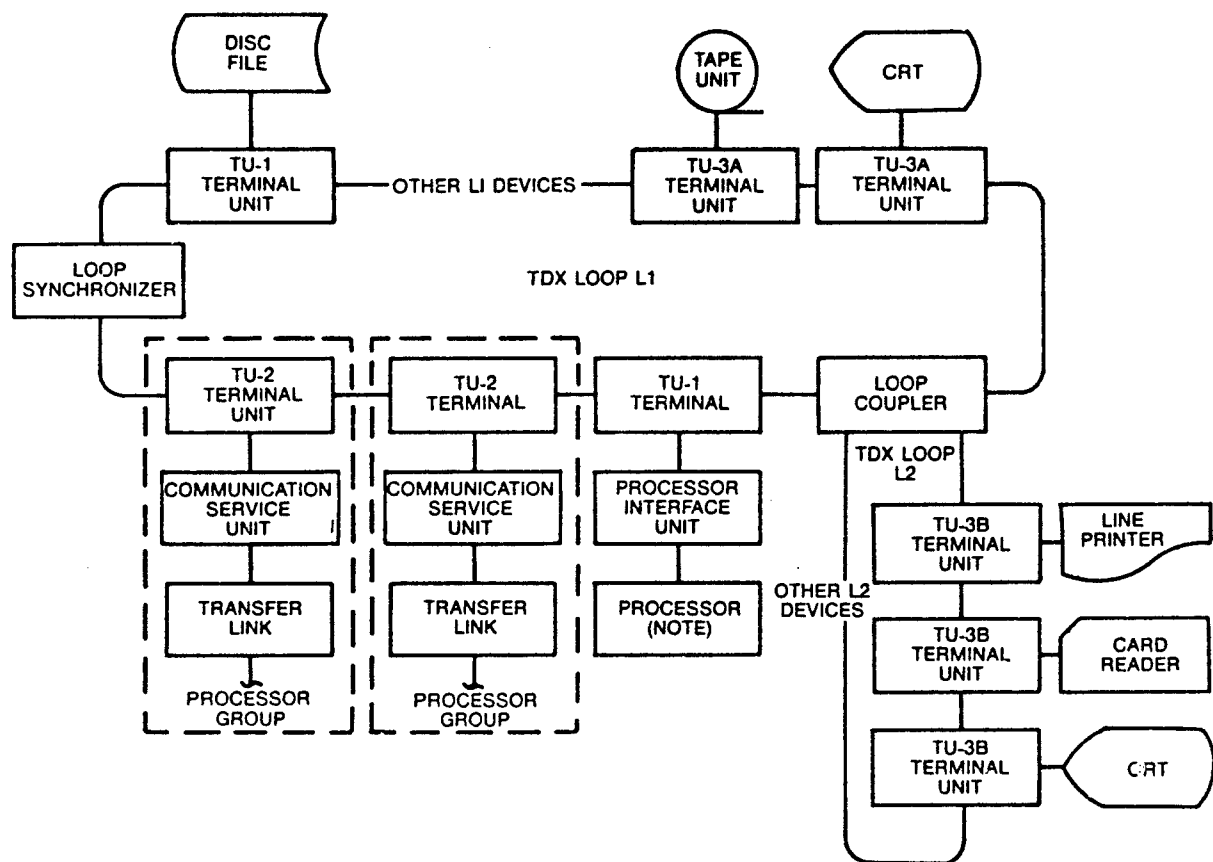 DISC
FILE
TAPE
UNIT
CRT
TU-1
TERMINAL
UNIT
OTHER LI DEVICES
TU-3A
TERMINAL
UNIT
TU-3A
TERMINAL
UNIT
LOOP
SYNCHRONIZER
TDX LOOP L1
TU-2
TERMINAL
UNIT
TU-2
TERMINAL
TU-1
TERMINAL
LOOP
COUPLER
TDX LOOP
L2
COMMUNICATION
SERVICE
UNIT
COMMUNICATION
SERVICE
UNIT
PROCESSOR
INTERFACE
UNIT
TU-3B
TERMINAL
UNIT
LINE
PRINTER
TRANSFER
LINK
TRANSFER
LINK
PROCESSOR
(NOTE)
OTHER L2
DEVICES
TU-3B
TERMINAL
UNIT
CARD
READER
PROCESSOR
GROUP
PROCESSOR
GROUP
TU-3B
TERMINAL
UNIT
CRT